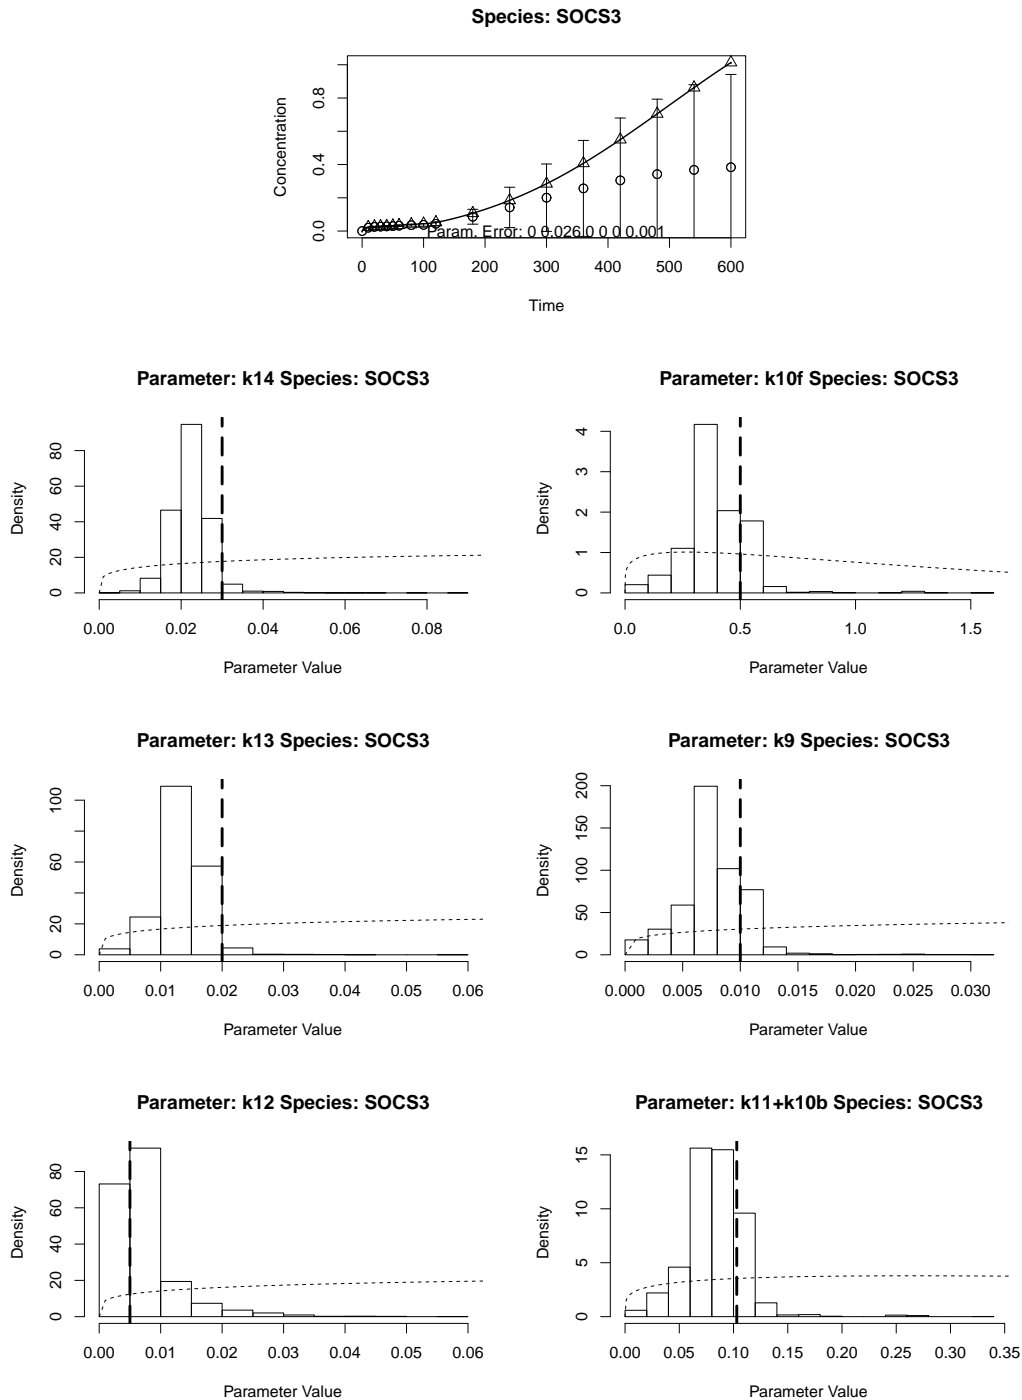 Species: SOCS3
Concentration
0.0 0.4 0.8
Param. Error: 0 0.026 0 0 0 0.001
0 100 200 300 400 500 600
Time
Parameter: k14 Species: SOCS3
Density
0 20 40 60 80
0.00 0.02 0.04 0.06 0.08
Parameter Value
Parameter: k10f Species: SOCS3
Density
0 1 2 3 4
0.0 0.5 1.0 1.5
Parameter Value
Parameter: k13 Species: SOCS3
Density
0 20 60 100
0.00 0.01 0.02 0.03 0.04 0.05 0.06
Parameter Value
Parameter: k9 Species: SOCS3
Density
0 50 100 150 200
0.000 0.005 0.010 0.015 0.020 0.025 0.030
Parameter Value
Parameter: k12 Species: SOCS3
Density
0 20 40 60 80
0.00 0.01 0.02 0.03 0.04 0.05 0.06
Parameter Value
Parameter: k11+k10b Species: SOCS3
Density
0 5 10 15
0.00 0.05 0.10 0.15 0.20 0.25 0.30 0.35
Parameter Value